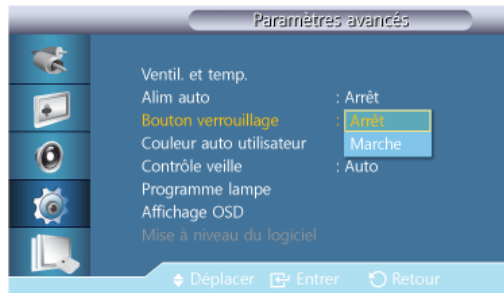 Paramètres avancés
Ventil. et temp.
Alim auto : Arrêt
Bouton verrouillage : Arrêt
Couleur auto utilisateur Marche
Contrôle veille : Auto
Programme lampe
Affichage OSD
Mise à niveau du logiciel
Déplacer Entrer Retour